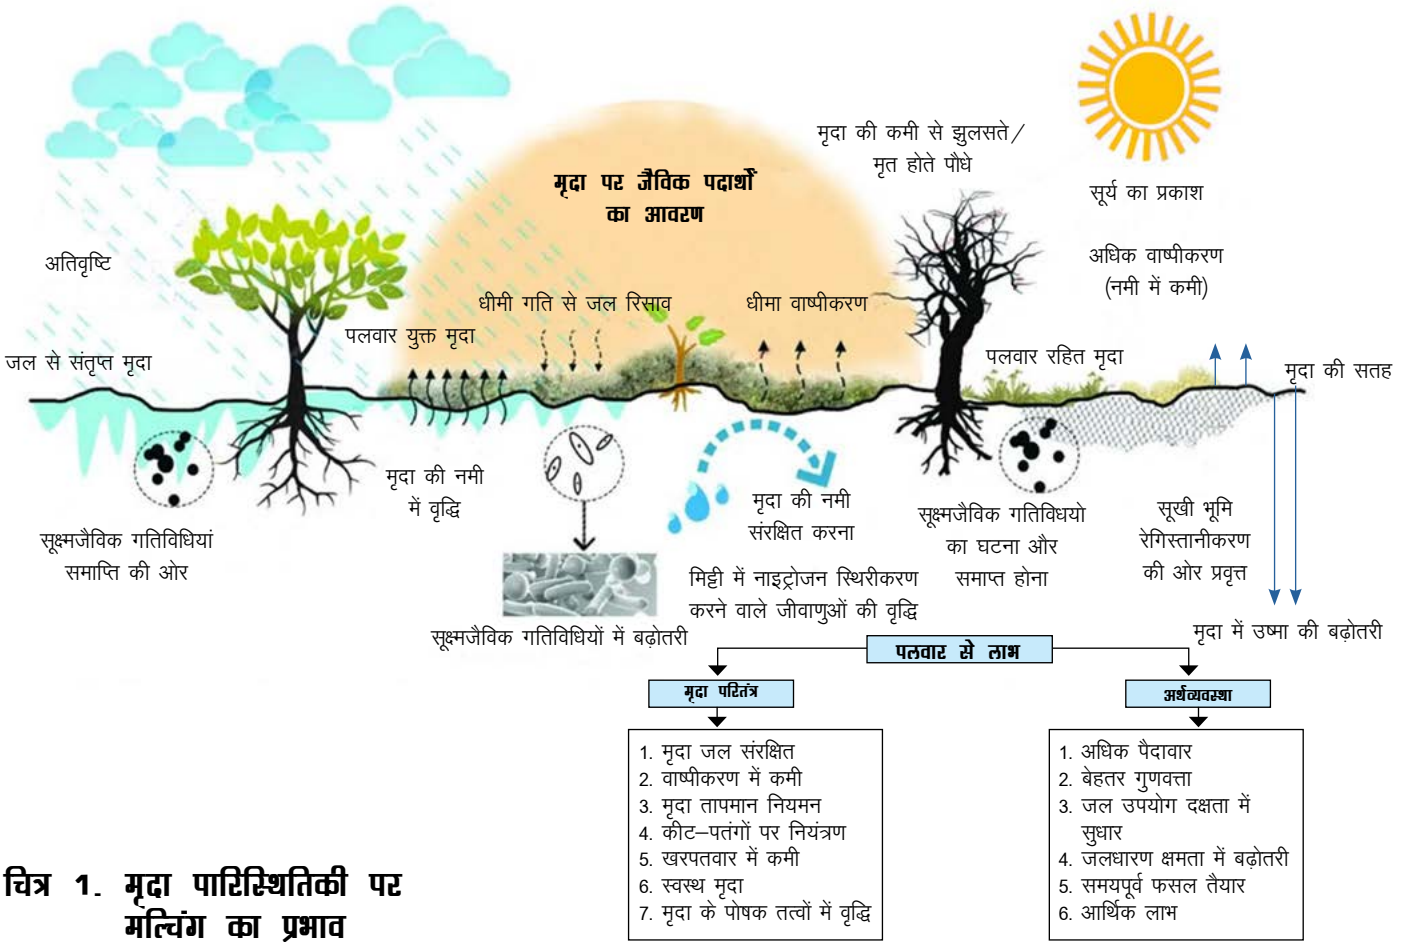 मृदा की कमी से झुलसते/
मृत होते पौधे
मृदा पर जैविक पदार्थों
का आवरण
सूर्य का प्रकाश
अतिवृष्टि
अधिक वाष्पीकरण
(नमी में कमी)
धीमी गति से जल रिसाव
धीमा वाष्पीकरण
पलवार युक्त मृदा
जल से संतृप्त मृदा
पलवार रहित मृदा
मृदा की सतह
मृदा की नमी
में वृद्धि
मृदा की नमी
संरक्षित करना
सूक्ष्मजैविक गतिविधयो
का घटना और
समाप्त होना
सूखी भूमि
रेगिस्तानीकरण
की ओर प्रवृत्त
सूक्ष्मजैविक गतिविधियां
समाप्ति की ओर
मिट्टी में नाइट्रोजन स्थिरीकरण
करने वाले जीवाणुओं की वृद्धि
सूक्ष्मजैविक गतिविधियों में बढ़ोतरी
मृदा में उष्मा की बढ़ोतरी
पलवार से लाभ
मृदा परितंत्र
1. मृदा जल संरक्षित
2. वाष्पीकरण में कमी
3. मृदा तापमान नियमन
4. कीट–पतंगों पर नियंत्रण
5. खरपतवार में कमी
6. स्वस्थ मृदा
7. मृदा के पोषक तत्वों में वृद्धि
अर्थव्यवस्था
1. अधिक पैदावार
2. बेहतर गुणवत्ता
3. जल उपयोग दक्षता में
सुधार
4. जलधारण क्षमता में बढ़ोतरी
5. समयपूर्व फसल तैयार
6. आर्थिक लाभ
चित्र 1. मृदा पारिस्थितिकी पर
मल्चिंग का प्रभाव